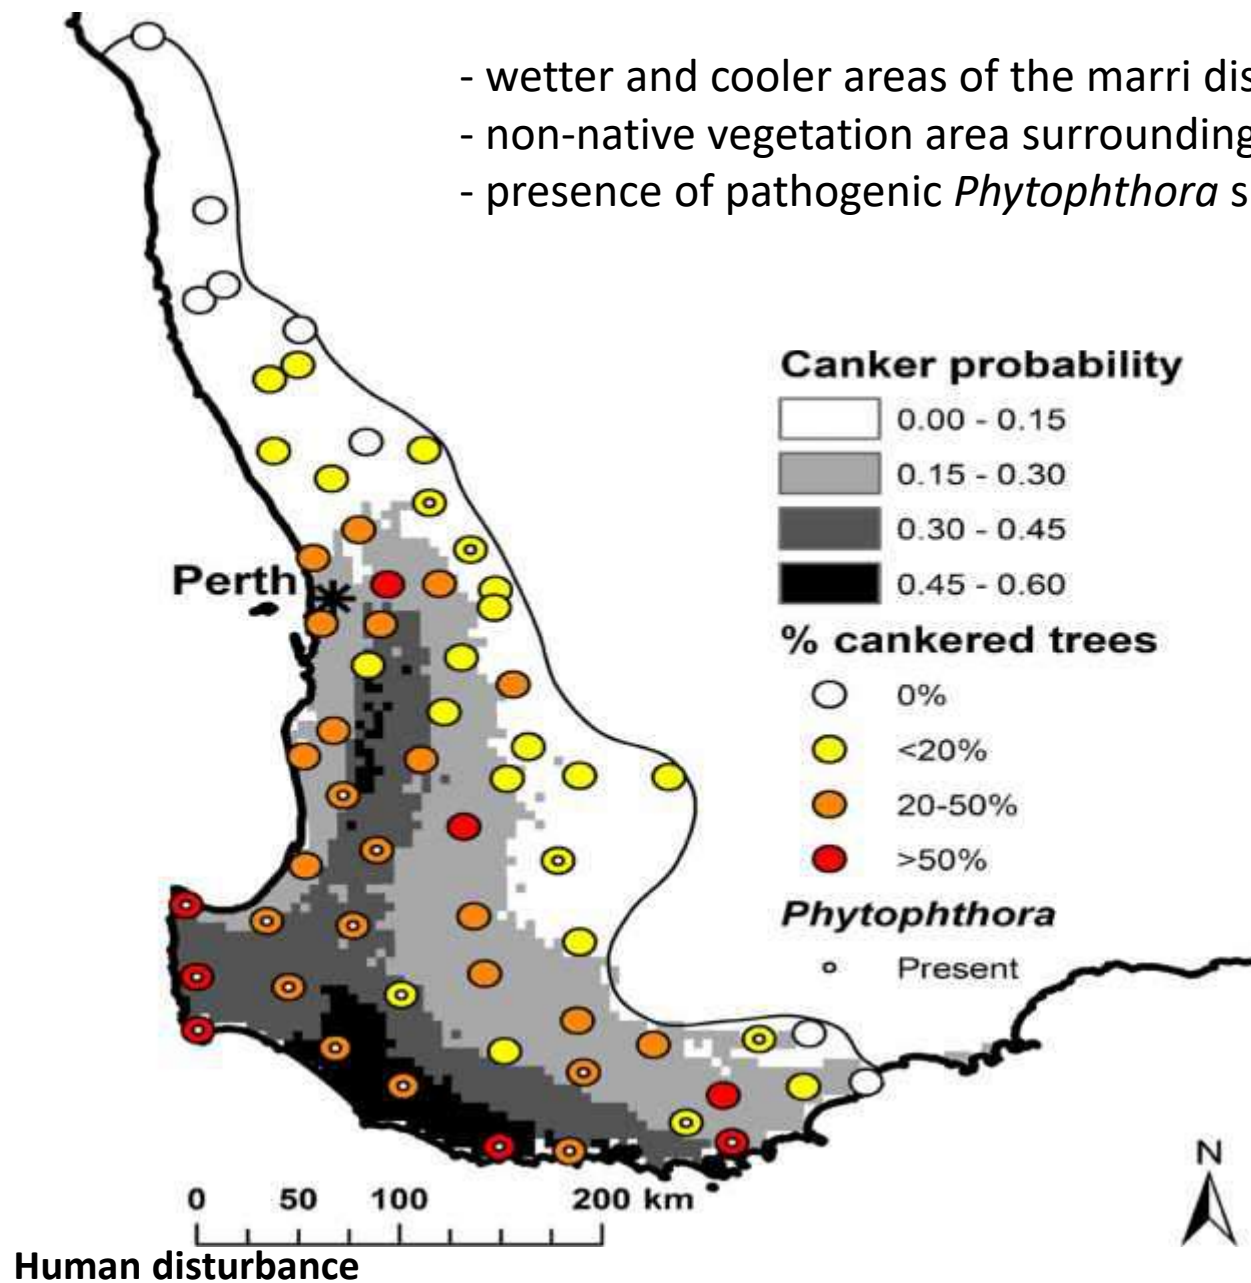 - wetter and cooler areas of the marri dis
- non-native vegetation area surrounding
- presence of pathogenic Phytophthora s
Canker probability
0.00 - 0.15
0.15 - 0.30
0.30 - 0.45
0.45 - 0.60
Perth
% cankered trees
0%
<20%
20-50%
>50%
Phytophthora
Present
N
0 50 100 200 km
Human disturbance